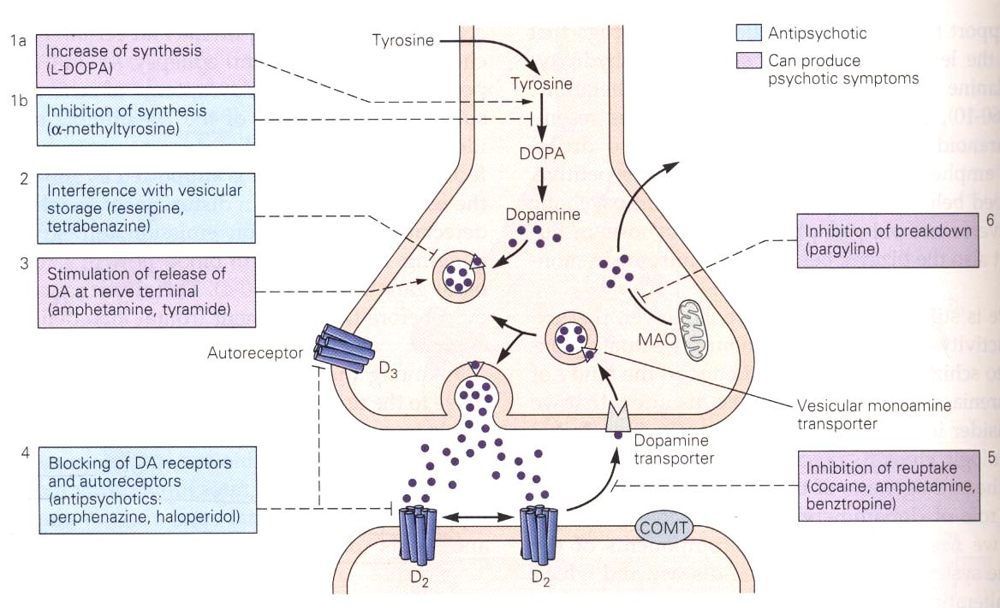 1a
Increase of synthesis
(L-DOPA)
1b
Inhibition of synthesis
(α-methyltyrosine)
2
Interference with vesicular
storage (reserpine,
tetrabenazine)
3
Stimulation of release of
DA at nerve terminal
(amphetamine, tyramide)
Autoreceptor
D3
4
Blocking of DA receptors
and autoreceptors
(antipsychotics:
perphenazine, haloperidol)
Tyrosine
Tyrosine
DOPA
Dopamine
MAO
Antipsychotic
Can produce
psychotic symptoms
6
Inhibition of breakdown
(pargyline)
Vesicular monoamine
transporter
Dopamine
transporter
5
Inhibition of reuptake
(cocaine, amphetamine,
benztropine)
COMT
D2
D2